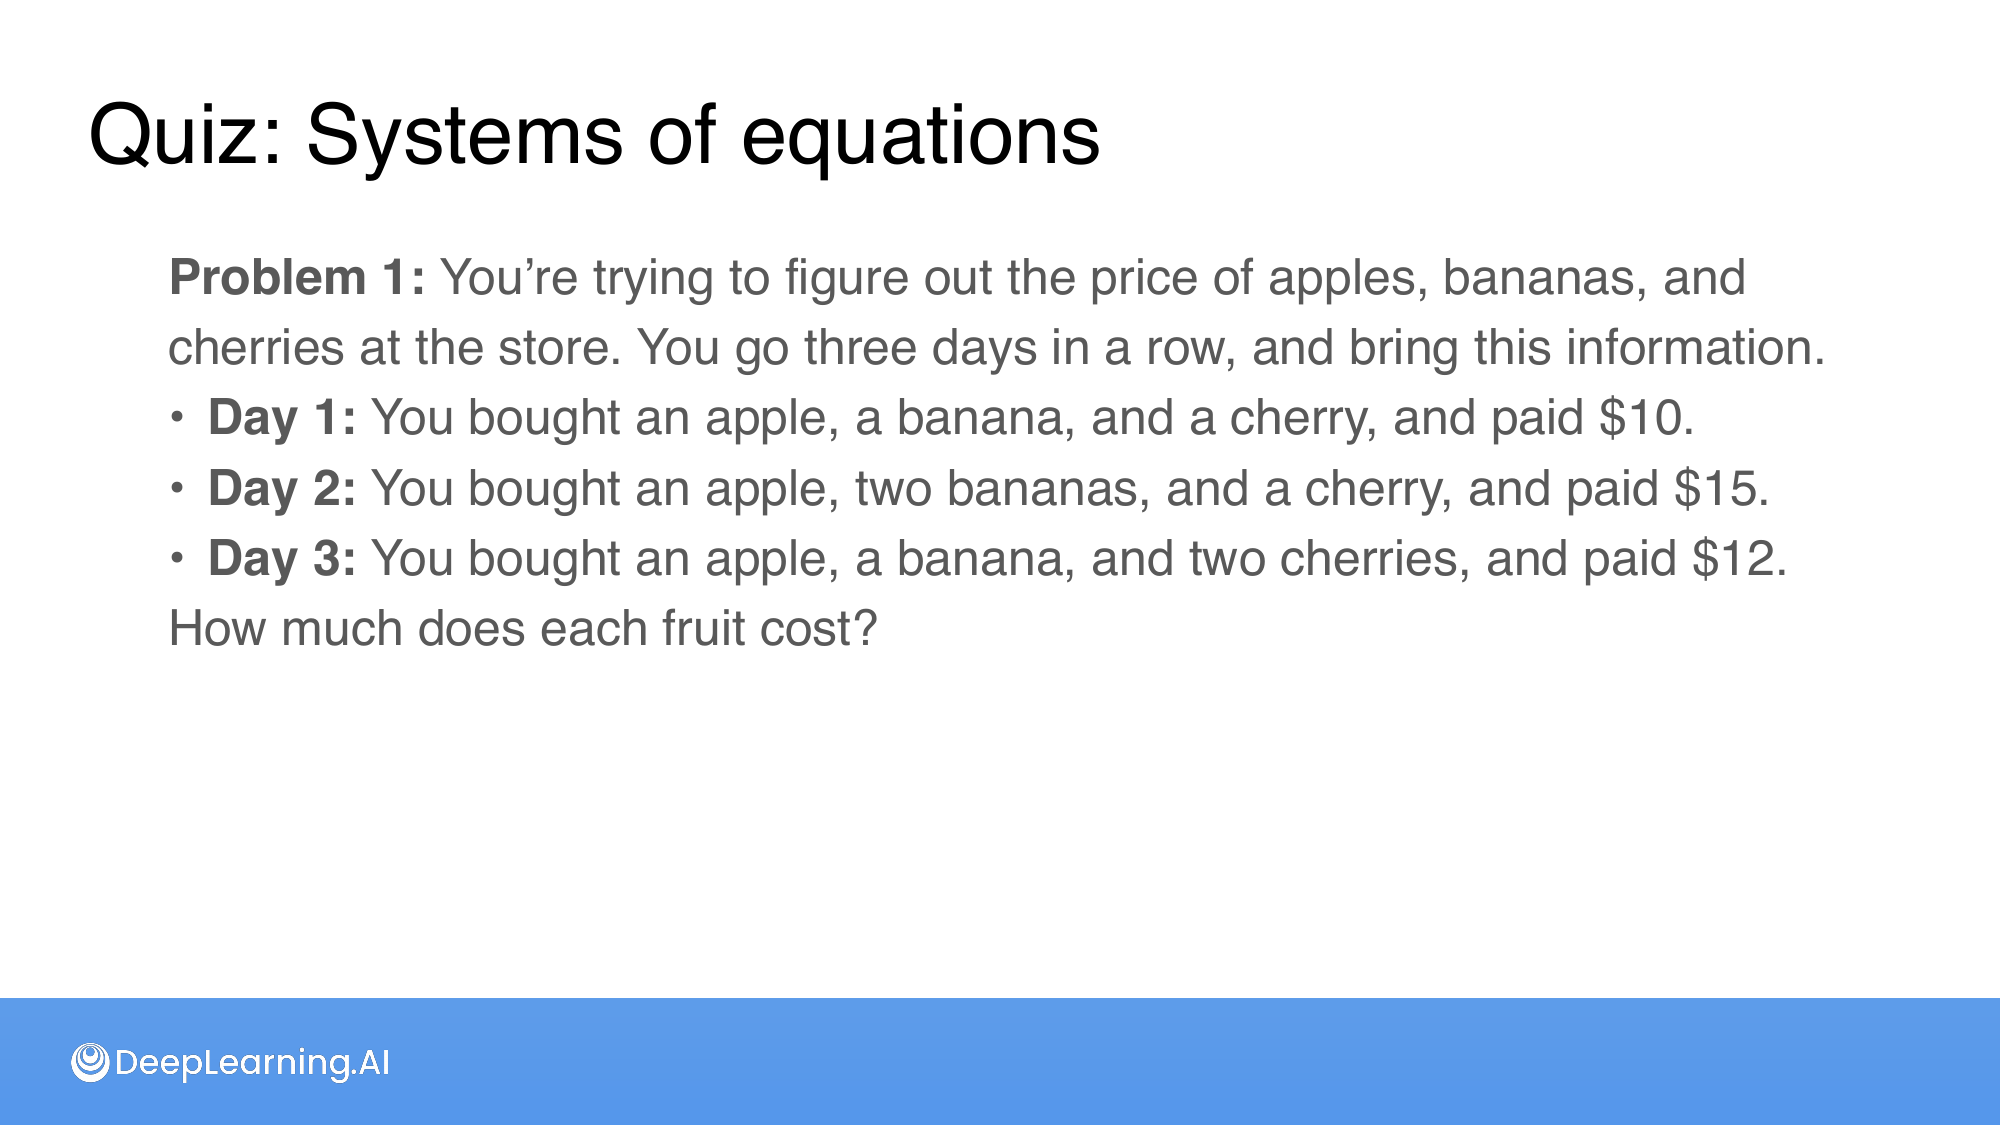 Quiz: Systems of equations
Problem 1: You’re trying to figure out the price of apples, bananas, and
cherries at the store. You go three days in a row, and bring this information.
• Day 1: You bought an apple, a banana, and a cherry, and paid $10.
• Day 2: You bought an apple, two bananas, and a cherry, and paid $15.
• Day 3: You bought an apple, a banana, and two cherries, and paid $12.
How much does each fruit cost?
DeepLearning.AI